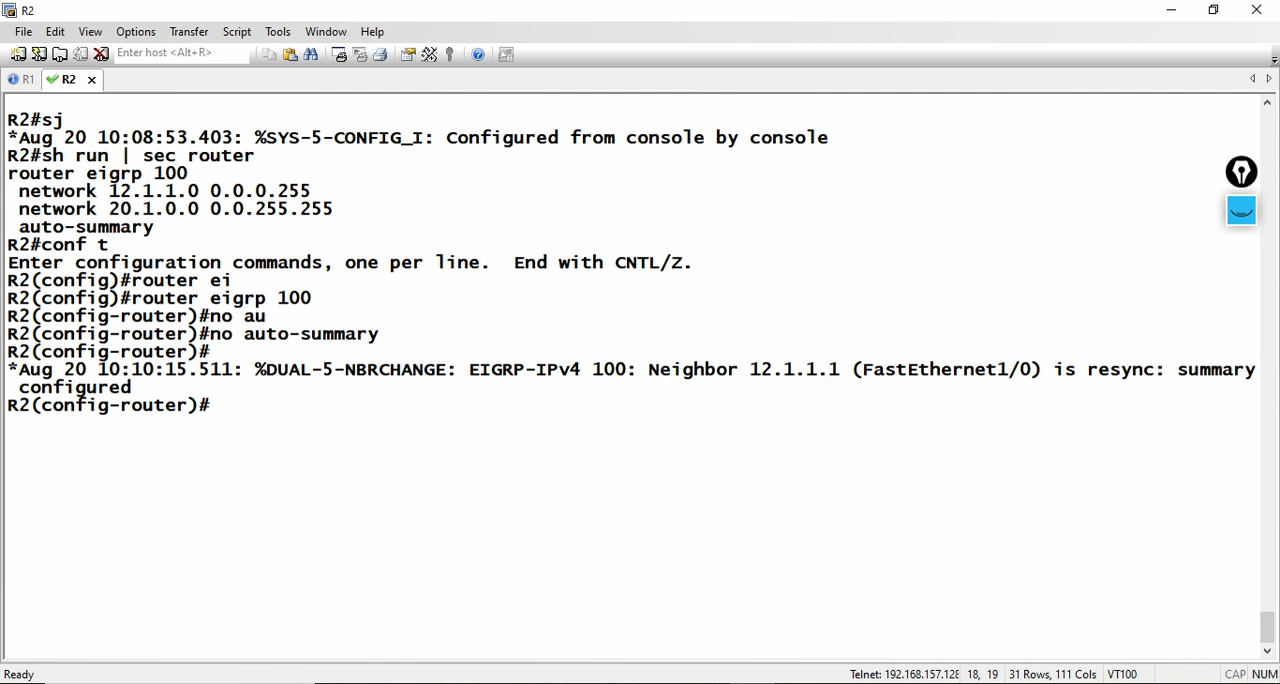 R2
File Edit View Options Transfer Script Tools Window Help
Enter host <Alt+R>
R1 R2
R2#sj
*Aug 20 10:08:53.403: %SYS-5-CONFIG_I: Configured from console by console
R2#sh run | sec router
router eigrp 100
 network 12.1.1.0 0.0.0.255
 network 20.1.0.0 0.0.255.255
 auto-summary
R2#conf t
Enter configuration commands, one per line.  End with CNTL/Z.
R2(config)#router ei
R2(config)#router eigrp 100
R2(config-router)#no au
R2(config-router)#no auto-summary
R2(config-router)#
*Aug 20 10:10:15.511: %DUAL-5-NBRCHANGE: EIGRP-IPv4 100: Neighbor 12.1.1.1 (FastEthernet1/0) is resync: summary
 configured
R2(config-router)#
Ready Telnet: 192.168.157.128 18, 19 31 Rows, 111 Cols VT100 CAP NUM